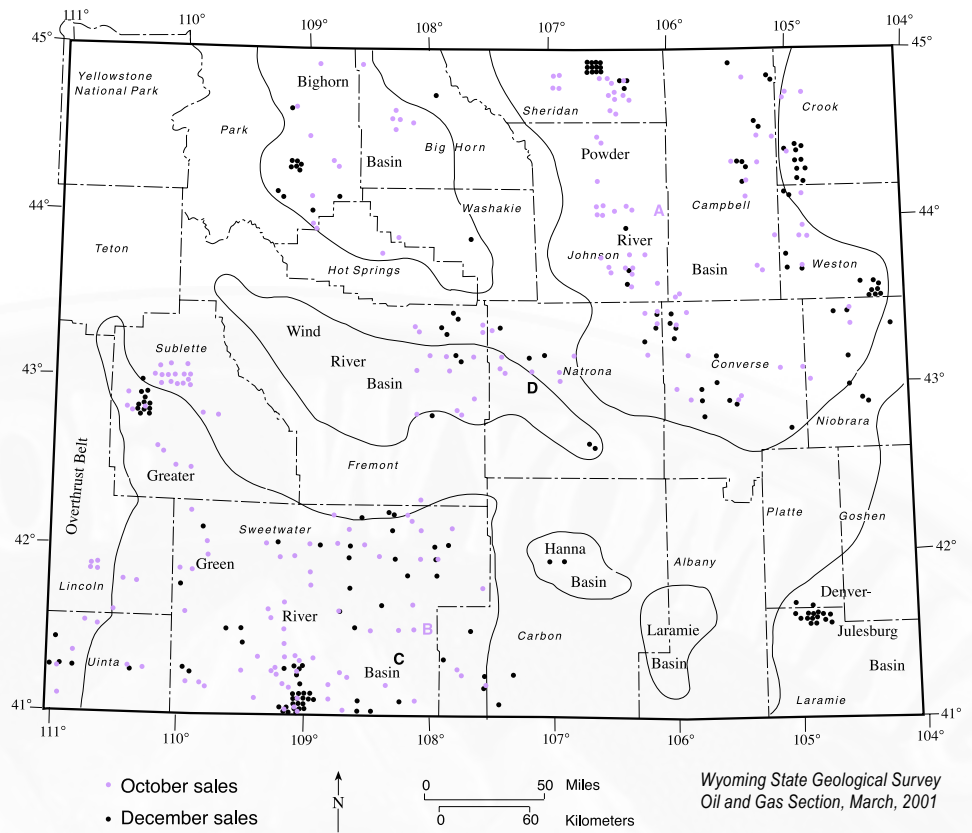 111°
110°
109°
108°
107°
106°
105°
104°
45°
45°
Yellowstone
National Park
Park
Bighorn
Basin
Big Horn
Sheridan
Crook
Powder
Washakie
Campbell
44°
44°
A
Teton
Hot Springs
Johnson
River
Basin
Weston
Wind
River
Basin
Sublette
43°
43°
D
Natrona
Converse
Niobrara
Overthrust Belt
Greater
Fremont
Platte
Goshen
Sweetwater
42°
42°
Green
Hanna
Basin
Albany
Lincoln
Denver-
Julesburg
Basin
River
B
Carbon
Laramie
Basin
Uinta
C
Basin
Laramie
41°
41°
111°
110°
109°
108°
107°
106°
105°
104°
October sales
December sales
N
0 50 Miles
0 60 Kilometers
Wyoming State Geological Survey
Oil and Gas Section, March, 2001